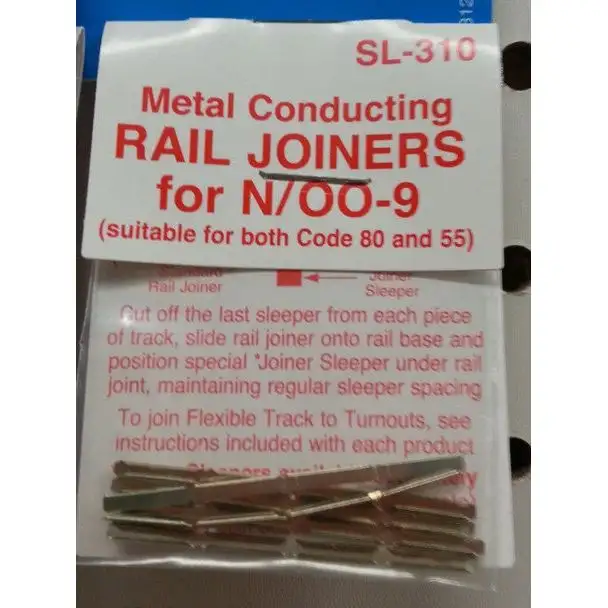 SL-310
Metal Conducting
RAIL JOINERS
for N/OO-9
(suitable for both Code 80 and 55)
Standard
Rail Joiner
Joiner
Sleeper
Cut off the last sleeper from each piece
of track, slide rail joiner onto rail base and
position special "Joiner Sleeper under rail
joint, maintaining regular sleeper spacing
To join Flexible Track to Turnouts, see
instructions included with each product